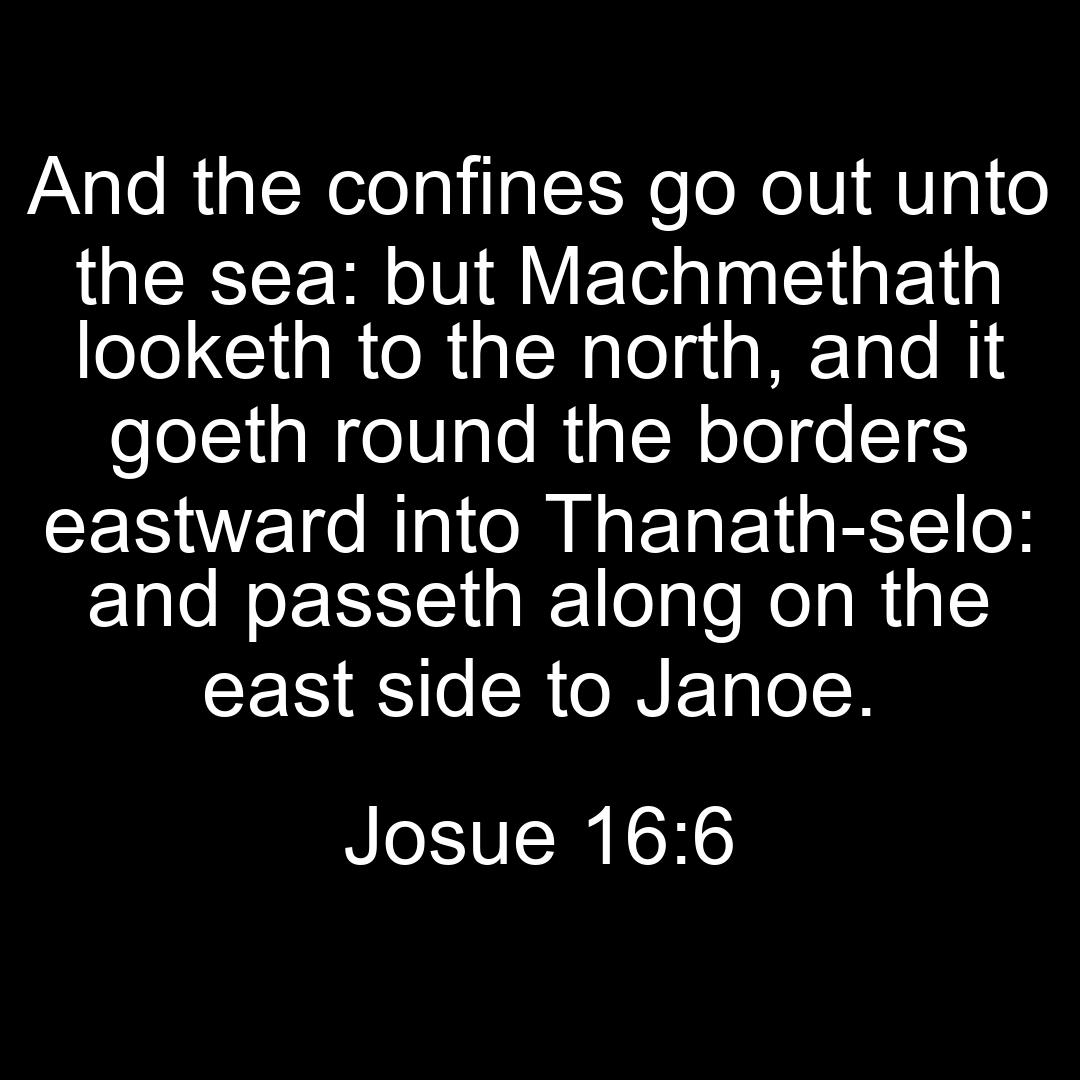 And the confines go out unto
the sea: but Machmethath
looketh to the north, and it
goeth round the borders
eastward into Thanath-selo:
and passeth along on the
east side to Janoe.
Josue 16:6